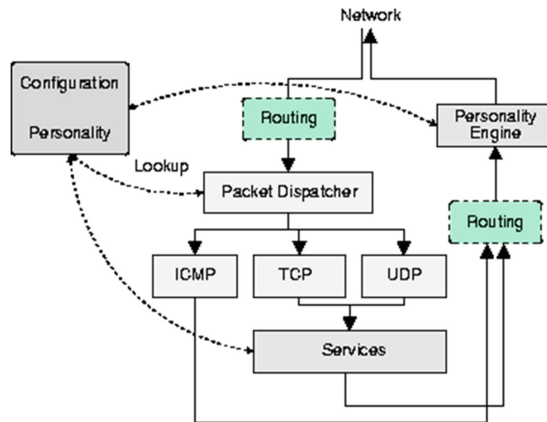 Network
Configuration
Personality
Routing
Personality
Engine
Lookup
Packet Dispatcher
Routing
ICMP
TCP
UDP
Services